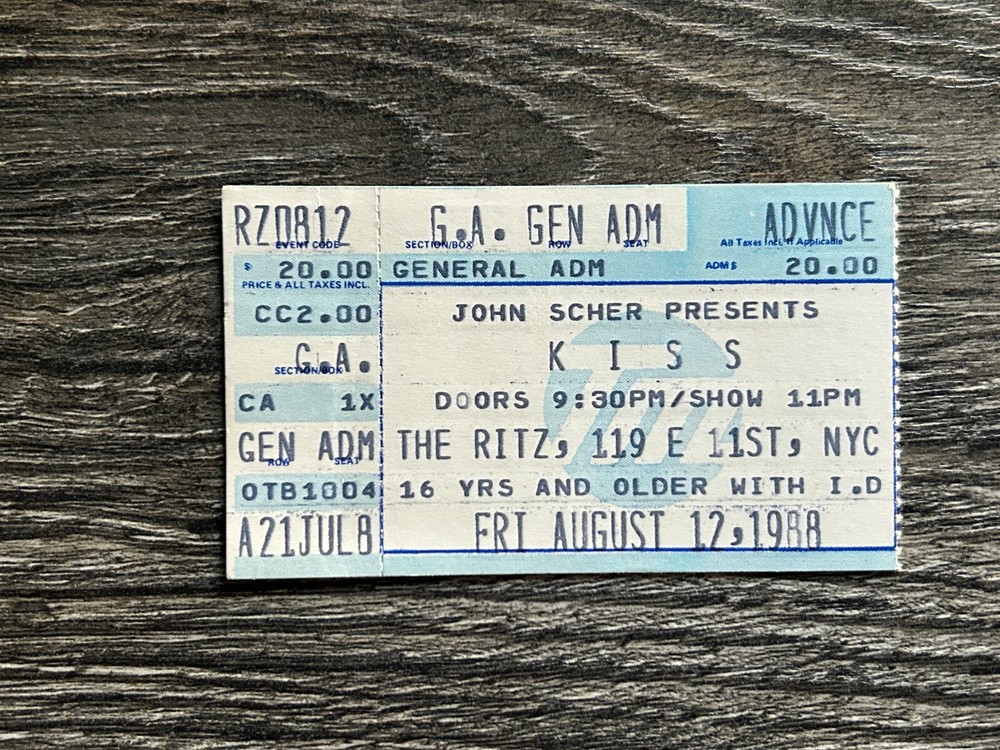 RZ0812
EVENT CODE
$ 20.00
PRICE & ALL TAXES INCL.
CC2.00
G.A.
SECTION/BOX
CA 1X
GEN ADM
ROW SEAT
OTB1004
A21JUL8
G.A. GEN ADM ADVNCE
SECTION/BOX ROW SEAT All Taxes Incl. If Applicable
GENERAL ADM ADM $ 20.00
JOHN SCHER PRESENTS
K I S S
DOORS 9:30PM/SHOW 11PM
THE RITZ, 119 E 11ST, NYC
16 YRS AND OLDER WITH I.D
FRI AUGUST 12,1988